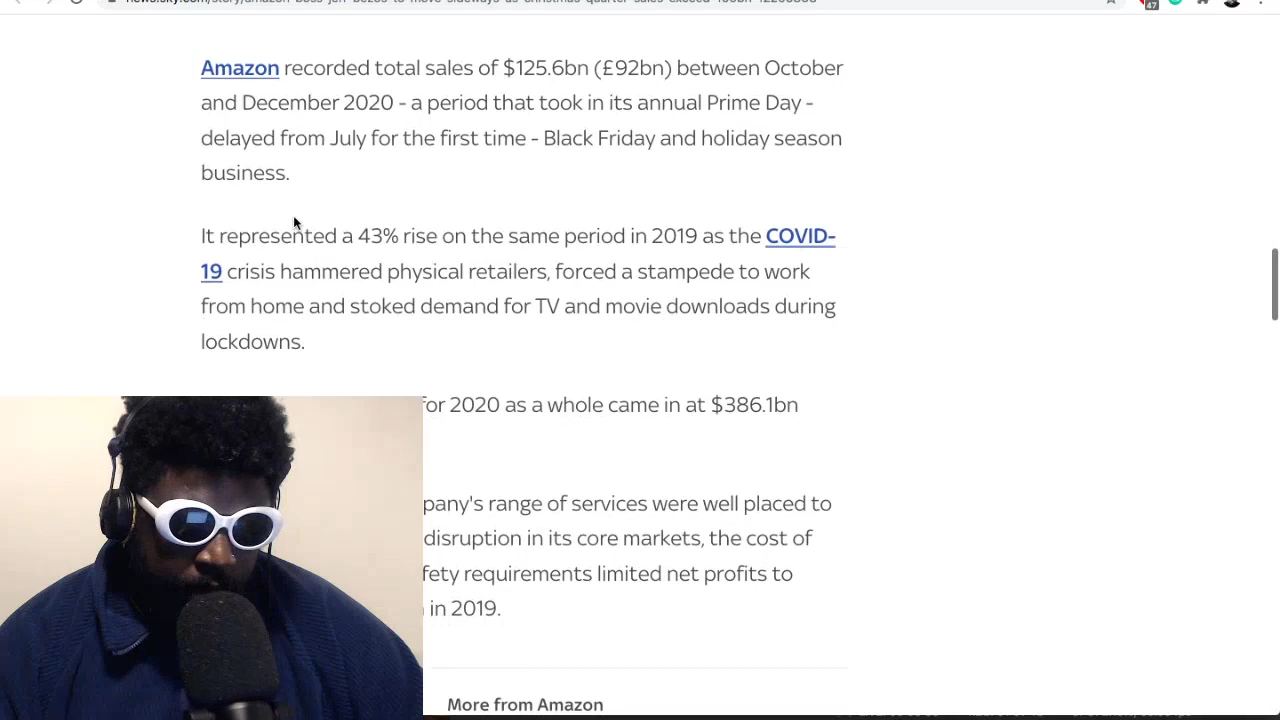 Amazon recorded total sales of $125.6bn (£92bn) between October
and December 2020 - a period that took in its annual Prime Day -
delayed from July for the first time - Black Friday and holiday season
business.
It represented a 43% rise on the same period in 2019 as the COVID-
19 crisis hammered physical retailers, forced a stampede to work
from home and stoked demand for TV and movie downloads during
lockdowns.
for 2020 as a whole came in at $386.1bn
pany's range of services were well placed to
disruption in its core markets, the cost of
fety requirements limited net profits to
in 2019.
More from Amazon
47